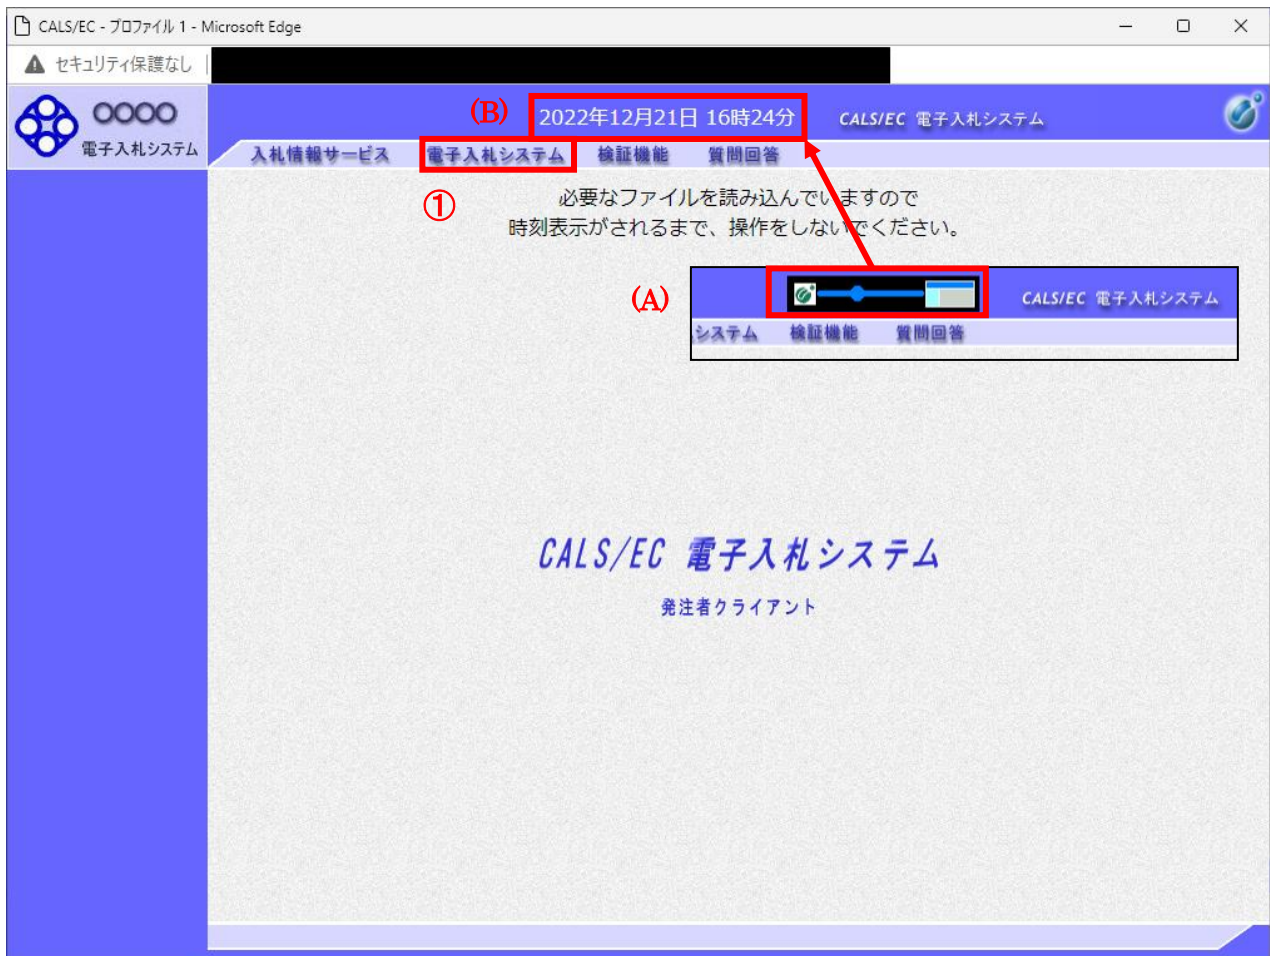 CALS/EC - プロファイル 1 - Microsoft Edge
セキュリティ保護なし
OOOO
電子入札システム
(B)
2022年12月21日 16時24分
CALS/EC 電子入札システム
入札情報サービス 電子入札システム 検証機能 質問回答
①
必要なファイルを読み込んでいますので
時刻表示がされるまで、操作をしないでください。
(A)
CALS/EC 電子入札システム
システム 検証機能 質問回答
CALS/EC 電子入札システム
発注者クライアント